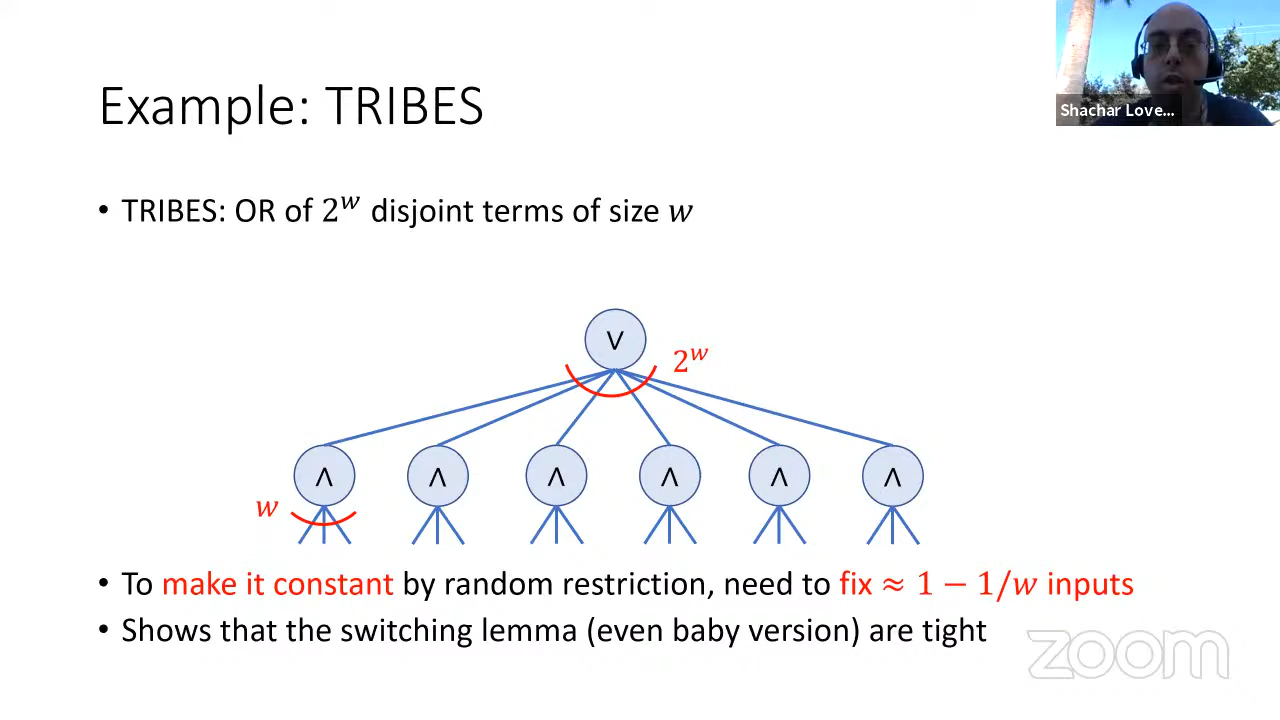 Shachar Love...
Example: TRIBES
• TRIBES: OR of 2^w disjoint terms of size w
∨
2^w
∧ ∧ ∧ ∧ ∧ ∧
w
• To make it constant by random restriction, need to fix ≈ 1 − 1/w inputs
• Shows that the switching lemma (even baby version) are tight
zoom